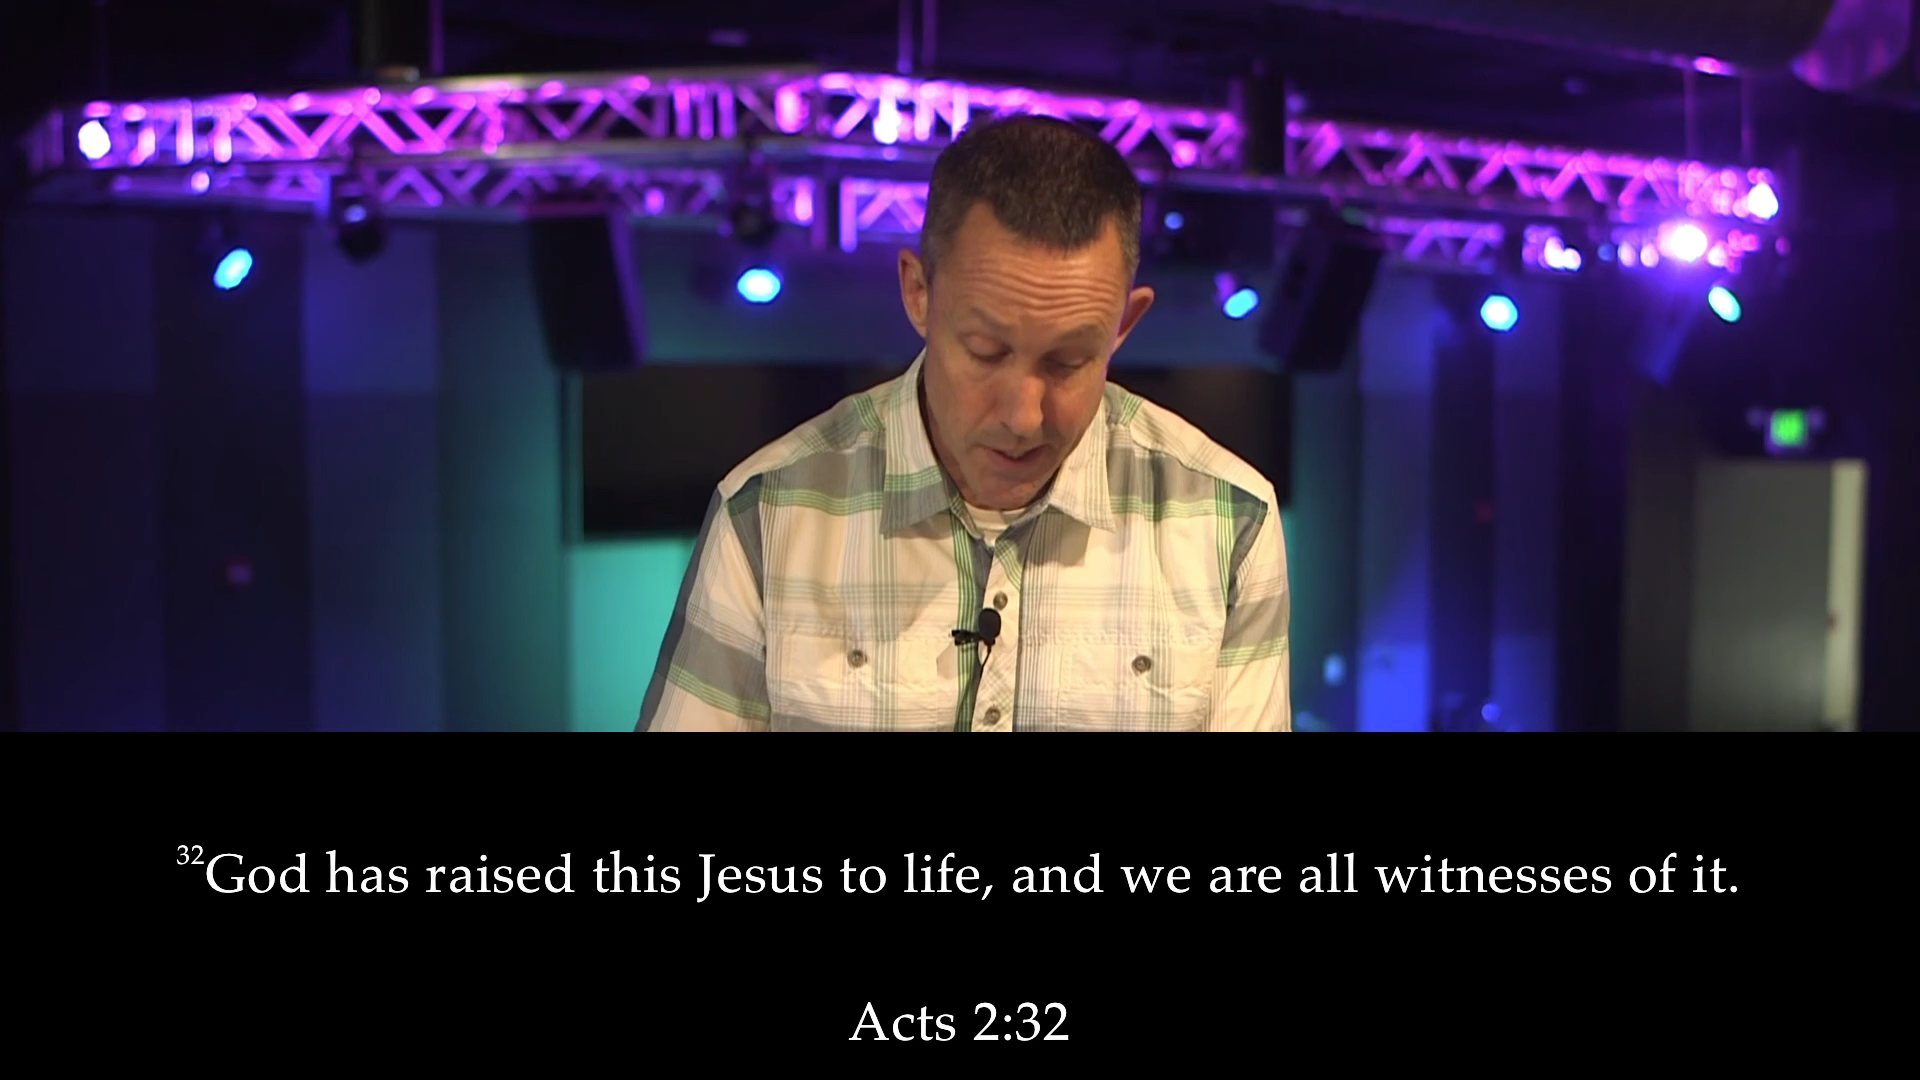 32God has raised this Jesus to life, and we are all witnesses of it.
Acts 2:32